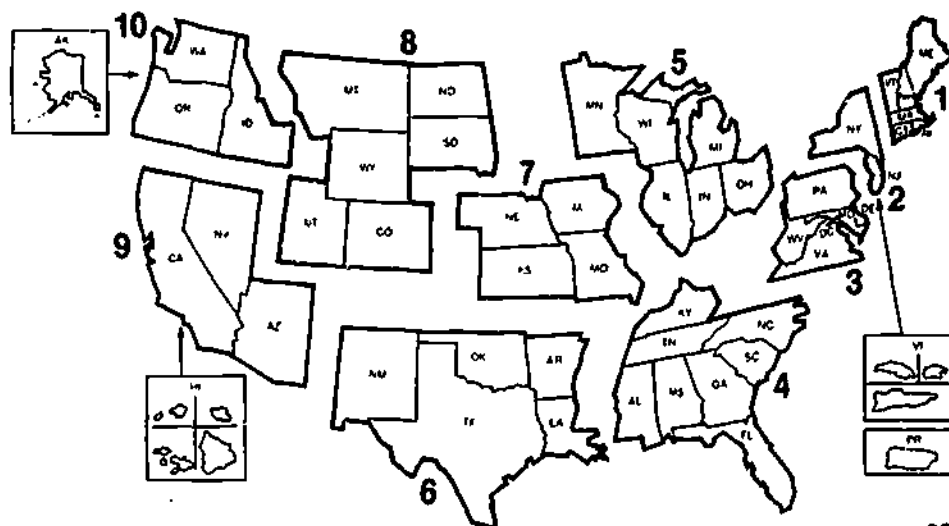 10
AK
WA
OR
ID
8
ND
SD
WY
UT
CO
5
MN
WI
MI
IL
IN
OH
ME
VT
1
MA
CT
NY
NJ
2
PA
DE
MD
DC
WV
VA
3
7
NE
IA
KS
MO
9
NV
CA
AZ
HI
6
NM
OK
AR
TX
LA
KY
TN
NC
SC
4
AL
MS
GA
FL
VI
PR